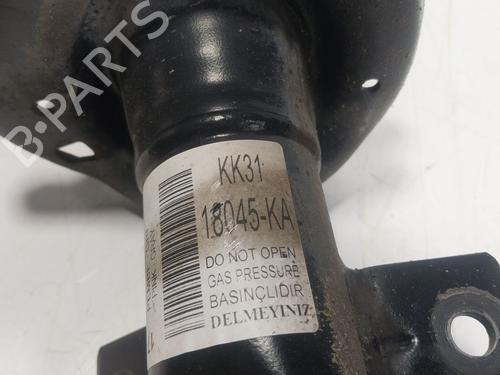 B-PARTS
KK31
18045-KA
DO NOT OPEN
GAS PRESSURE
BASINÇLIDIR
DELMEYINIZ